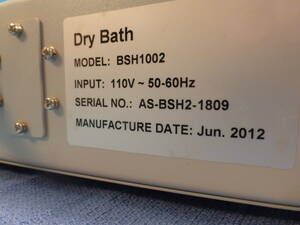 Dry Bath
MODEL: BSH1002
INPUT: 110V ~ 50-60Hz
SERIAL NO.: AS-BSH2-1809
MANUFACTURE DATE: Jun. 2012